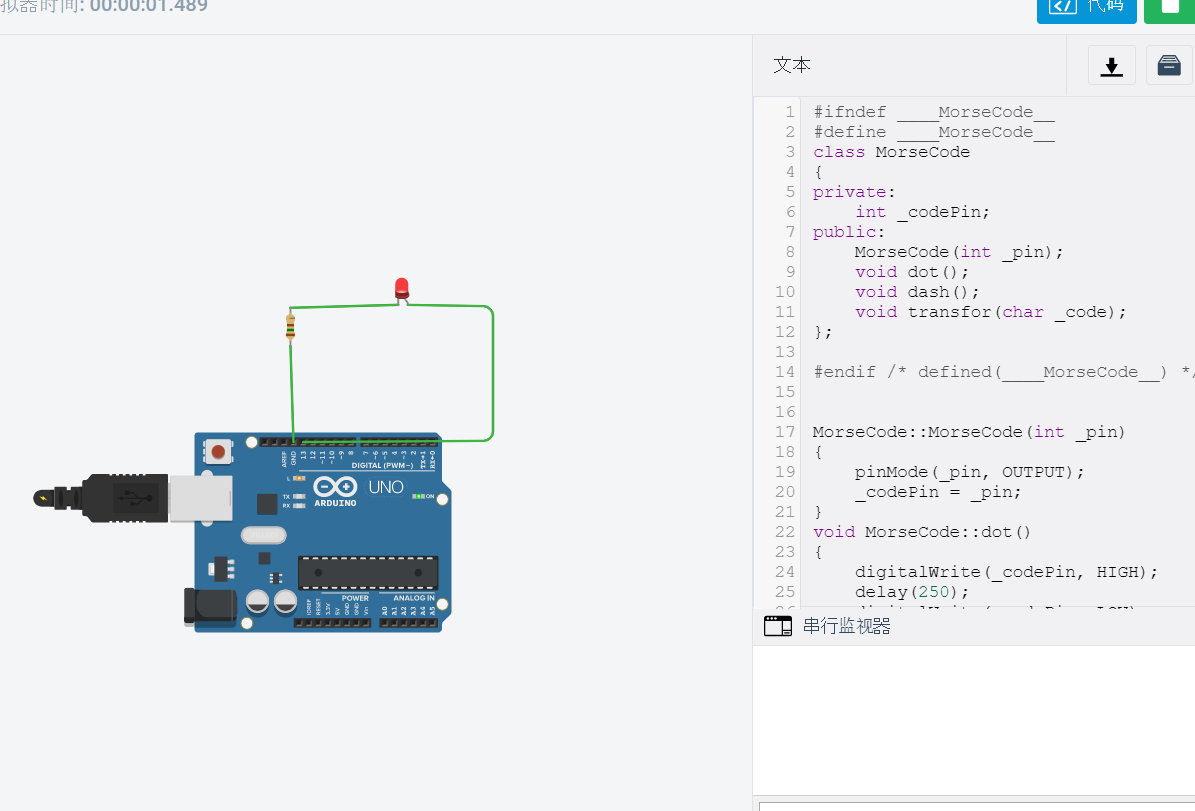 拟器时间: 00:00:01.489
代码
文本
1 #ifndef ____MorseCode__
2 #define ____MorseCode__
3 class MorseCode
4 {
5 private:
6 int _codePin;
7 public:
8 MorseCode(int _pin);
9 void dot();
10 void dash();
11 void transfor(char _code);
12 };
13
14 #endif /* defined(____MorseCode__) */
15
16
17 MorseCode::MorseCode(int _pin)
18 {
19 pinMode(_pin, OUTPUT);
20 _codePin = _pin;
21 }
22 void MorseCode::dot()
23 {
24 digitalWrite(_codePin, HIGH);
25 delay(250);
串行监视器
AREF GND 13 12 ~11 ~10 ~9 8 7 ~6 ~5 4 ~3 2 TX→1 RX←0
DIGITAL (PWM~)
L
TX
RX
ARDUINO
UNO
ON
POWER
ANALOG IN
IOREF RESET 3.3V 5V GND GND Vin A0 A1 A2 A3 A4 A5